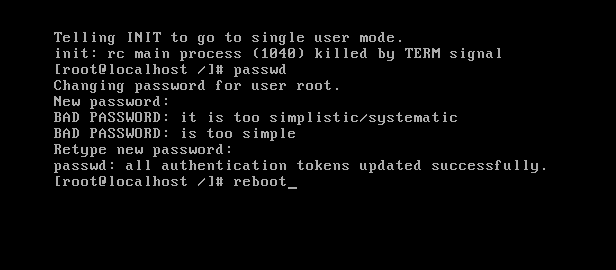 Telling INIT to go to single user mode.
init: rc main process (1040) killed by TERM signal
[root@localhost /]# passwd
Changing password for user root.
New password:
BAD PASSWORD: it is too simplistic/systematic
BAD PASSWORD: is too simple
Retype new password:
passwd: all authentication tokens updated successfully.
[root@localhost /]# reboot_